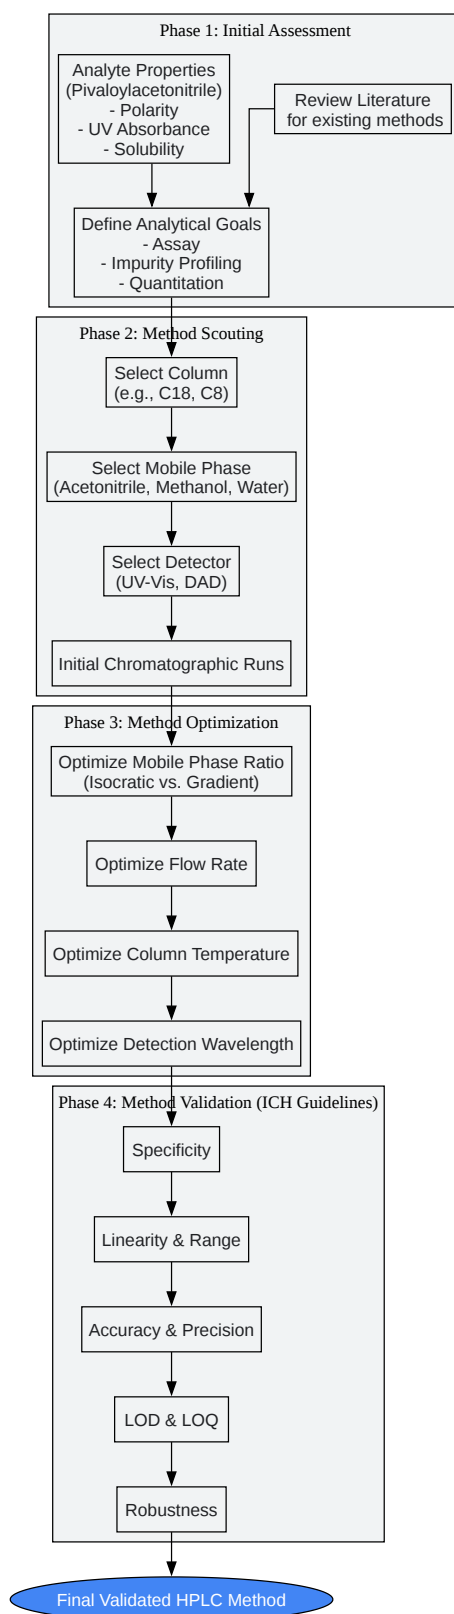 Phase 1: Initial Assessment
Analyte Properties
(Pivaloylacetonitrile)
- Polarity
- UV Absorbance
- Solubility
Review Literature
for existing methods
Define Analytical Goals
- Assay
- Impurity Profiling
- Quantitation
Phase 2: Method Scouting
Select Column
(e.g., C18, C8)
Select Mobile Phase
(Acetonitrile, Methanol, Water)
Select Detector
(UV-Vis, DAD)
Initial Chromatographic Runs
Phase 3: Method Optimization
Optimize Mobile Phase Ratio
(Isocratic vs. Gradient)
Optimize Flow Rate
Optimize Column Temperature
Optimize Detection Wavelength
Phase 4: Method Validation (ICH Guidelines)
Specificity
Linearity & Range
Accuracy & Precision
LOD & LOQ
Robustness
Final Validated HPLC Method